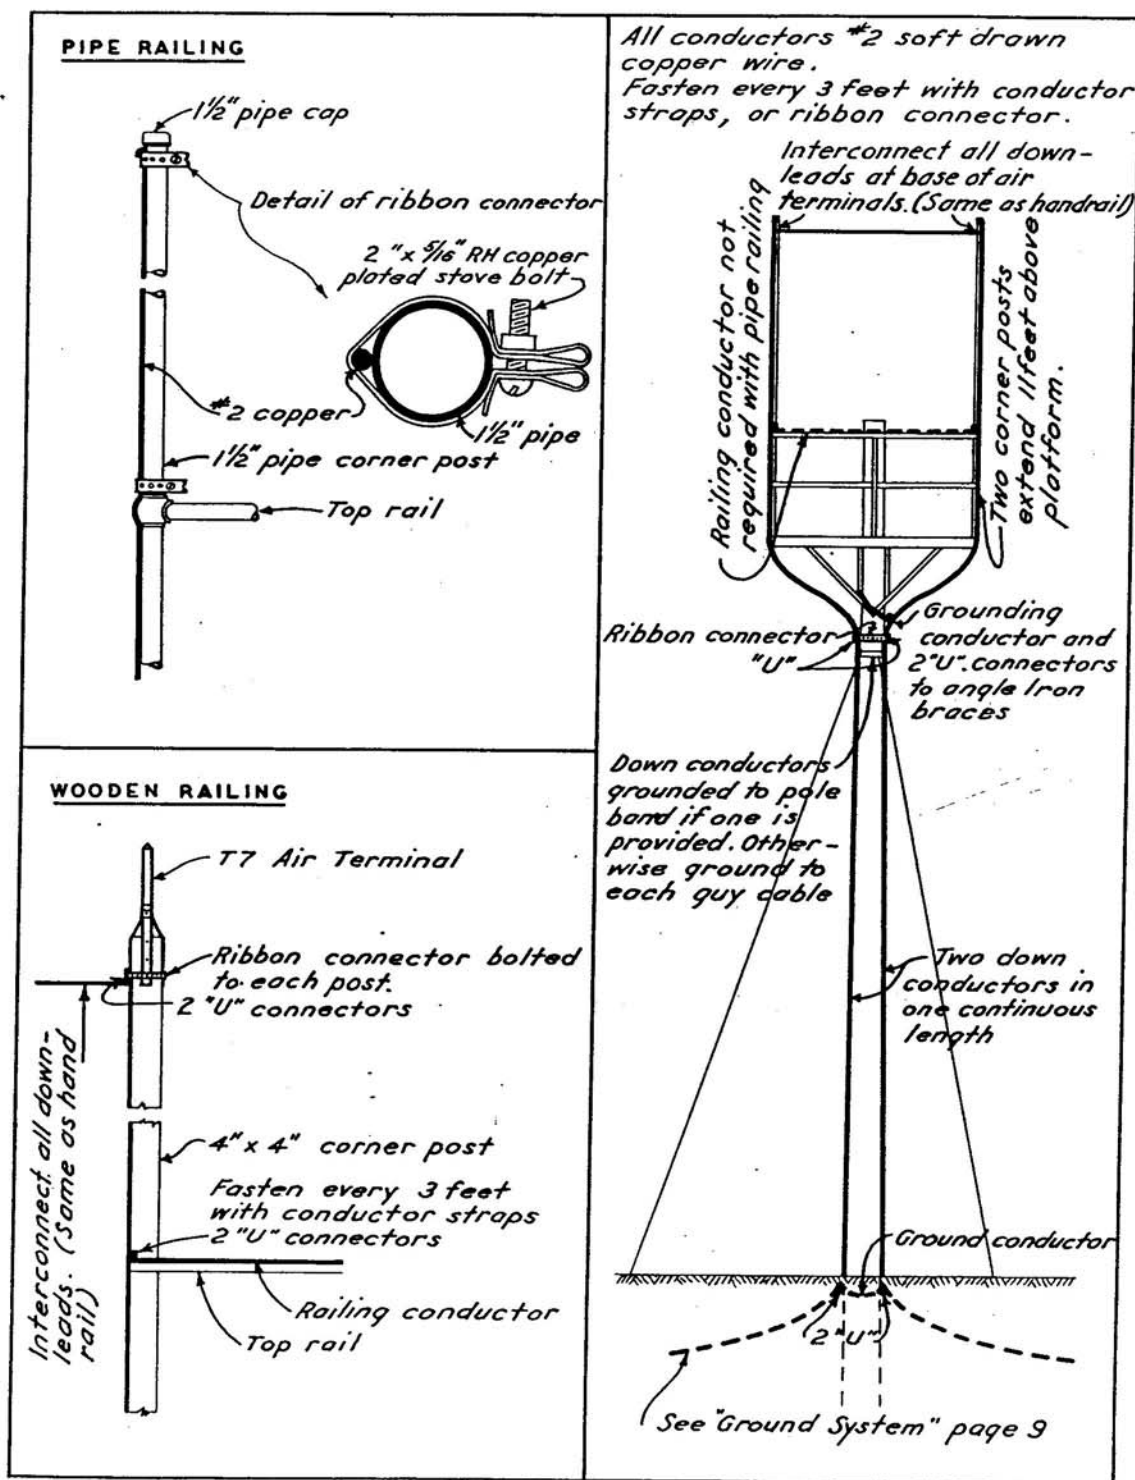 PIPE RAILING
1½" pipe cap
Detail of ribbon connector
2 "x 5/16" RH copper
plated stove bolt
#2 copper
1½" pipe
1½" pipe corner post
Top rail
WOODEN RAILING
T7 Air Terminal
Ribbon connector bolted
to each post.
2 "U" connectors
Interconnect all down-
leads. (Same as hand
rail)
4" x 4" corner post
Fasten every 3 feet
with conductor straps
2 "U" connectors
Railing conductor
Top rail
All conductors #2 soft drawn
copper wire.
Fasten every 3 feet with conductor
straps, or ribbon connector.
Interconnect all down-
leads at base of air
terminals. (Same as handrail)
Railing conductor not
required with pipe railing
Two corner posts
extend 11feet above
platform.
Ribbon connector
"U"
Grounding
conductor and
2"U". connectors
to angle Iron
braces
Down conductors
grounded to pole
band if one is
provided. Other-
wise ground to
each guy cable
Two down
conductors in
one continuous
length
Ground conductor
2 "U"
See "Ground System" page 9